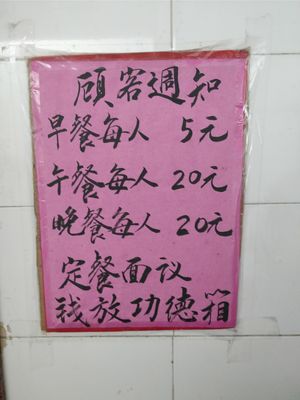 顾客週知
早餐每人 5元
午餐每人 20元
晚餐每人 20元
定餐面议
钱放功德箱